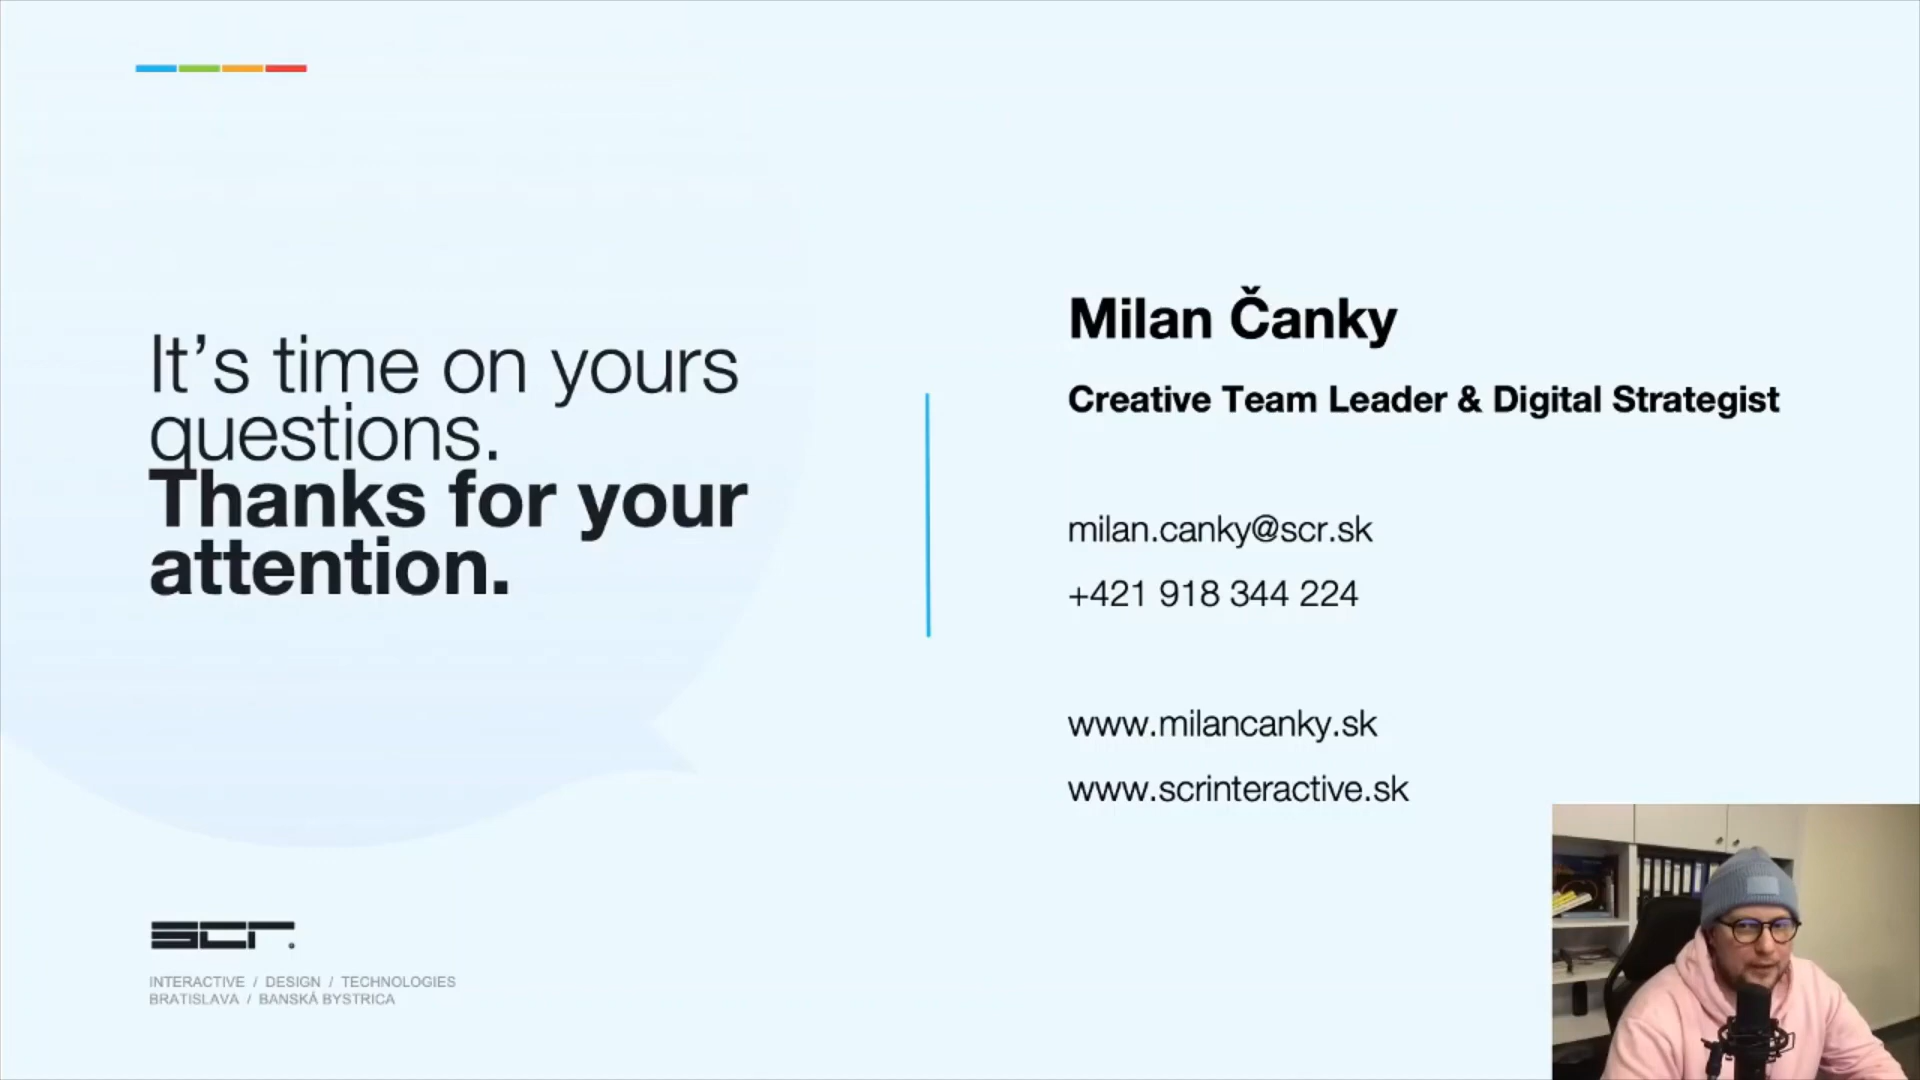 It’s time on yours
questions.
Thanks for your
attention.
scr.
INTERACTIVE / DESIGN / TECHNOLOGIES
BRATISLAVA / BANSKÁ BYSTRICA
Milan Čanky
Creative Team Leader & Digital Strategist
milan.canky@scr.sk
+421 918 344 224
www.milancanky.sk
www.scrinteractive.sk